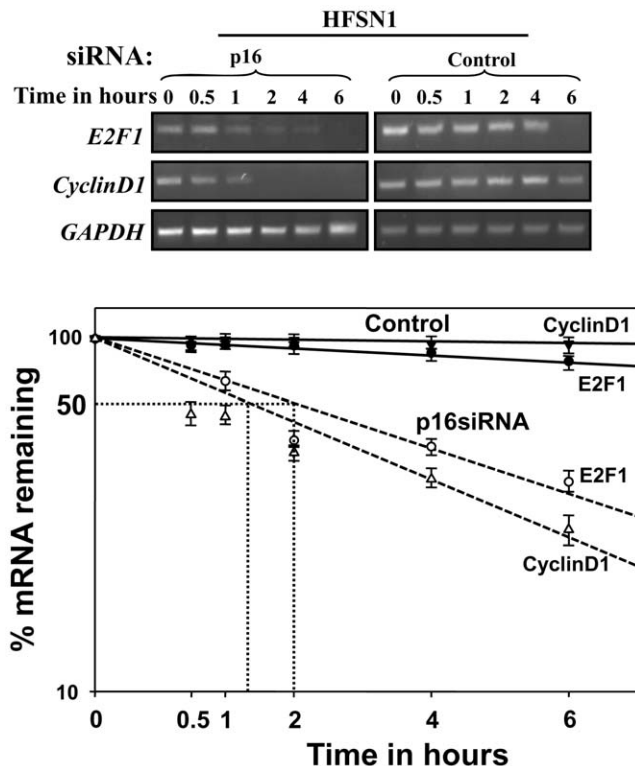 HFSN1
siRNA: p16 Control
Time in hours 0 0.5 1 2 4 6 0 0.5 1 2 4 6
E2F1
CyclinD1
GAPDH
100
Control
CyclinD1
E2F1
50
p16siRNA
E2F1
CyclinD1
% mRNA remaining
10
0 0.5 1 2 4 6
Time in hours